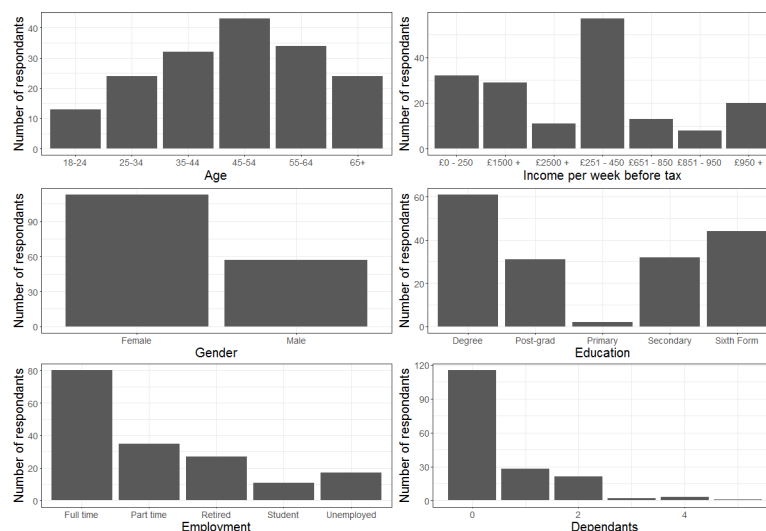 Number of respondents
40
30
20
10
0
18-24 25-34 35-44 45-54 55-64 65+
Age
Number of respondents
40
20
0
£0 - 250 £1500 + £2500 + £251 - 450 £651 - 850 £851 - 950 £950 +
Income per week before tax
Number of respondents
90
60
30
0
Female Male
Gender
Number of respondents
60
40
20
0
Degree Post-grad Primary Secondary Sixth Form
Education
Number of respondents
80
60
40
20
0
Full time Part time Retired Student Unemployed
Employment
Number of respondents
120
90
60
30
0
0 2 4
Dependants